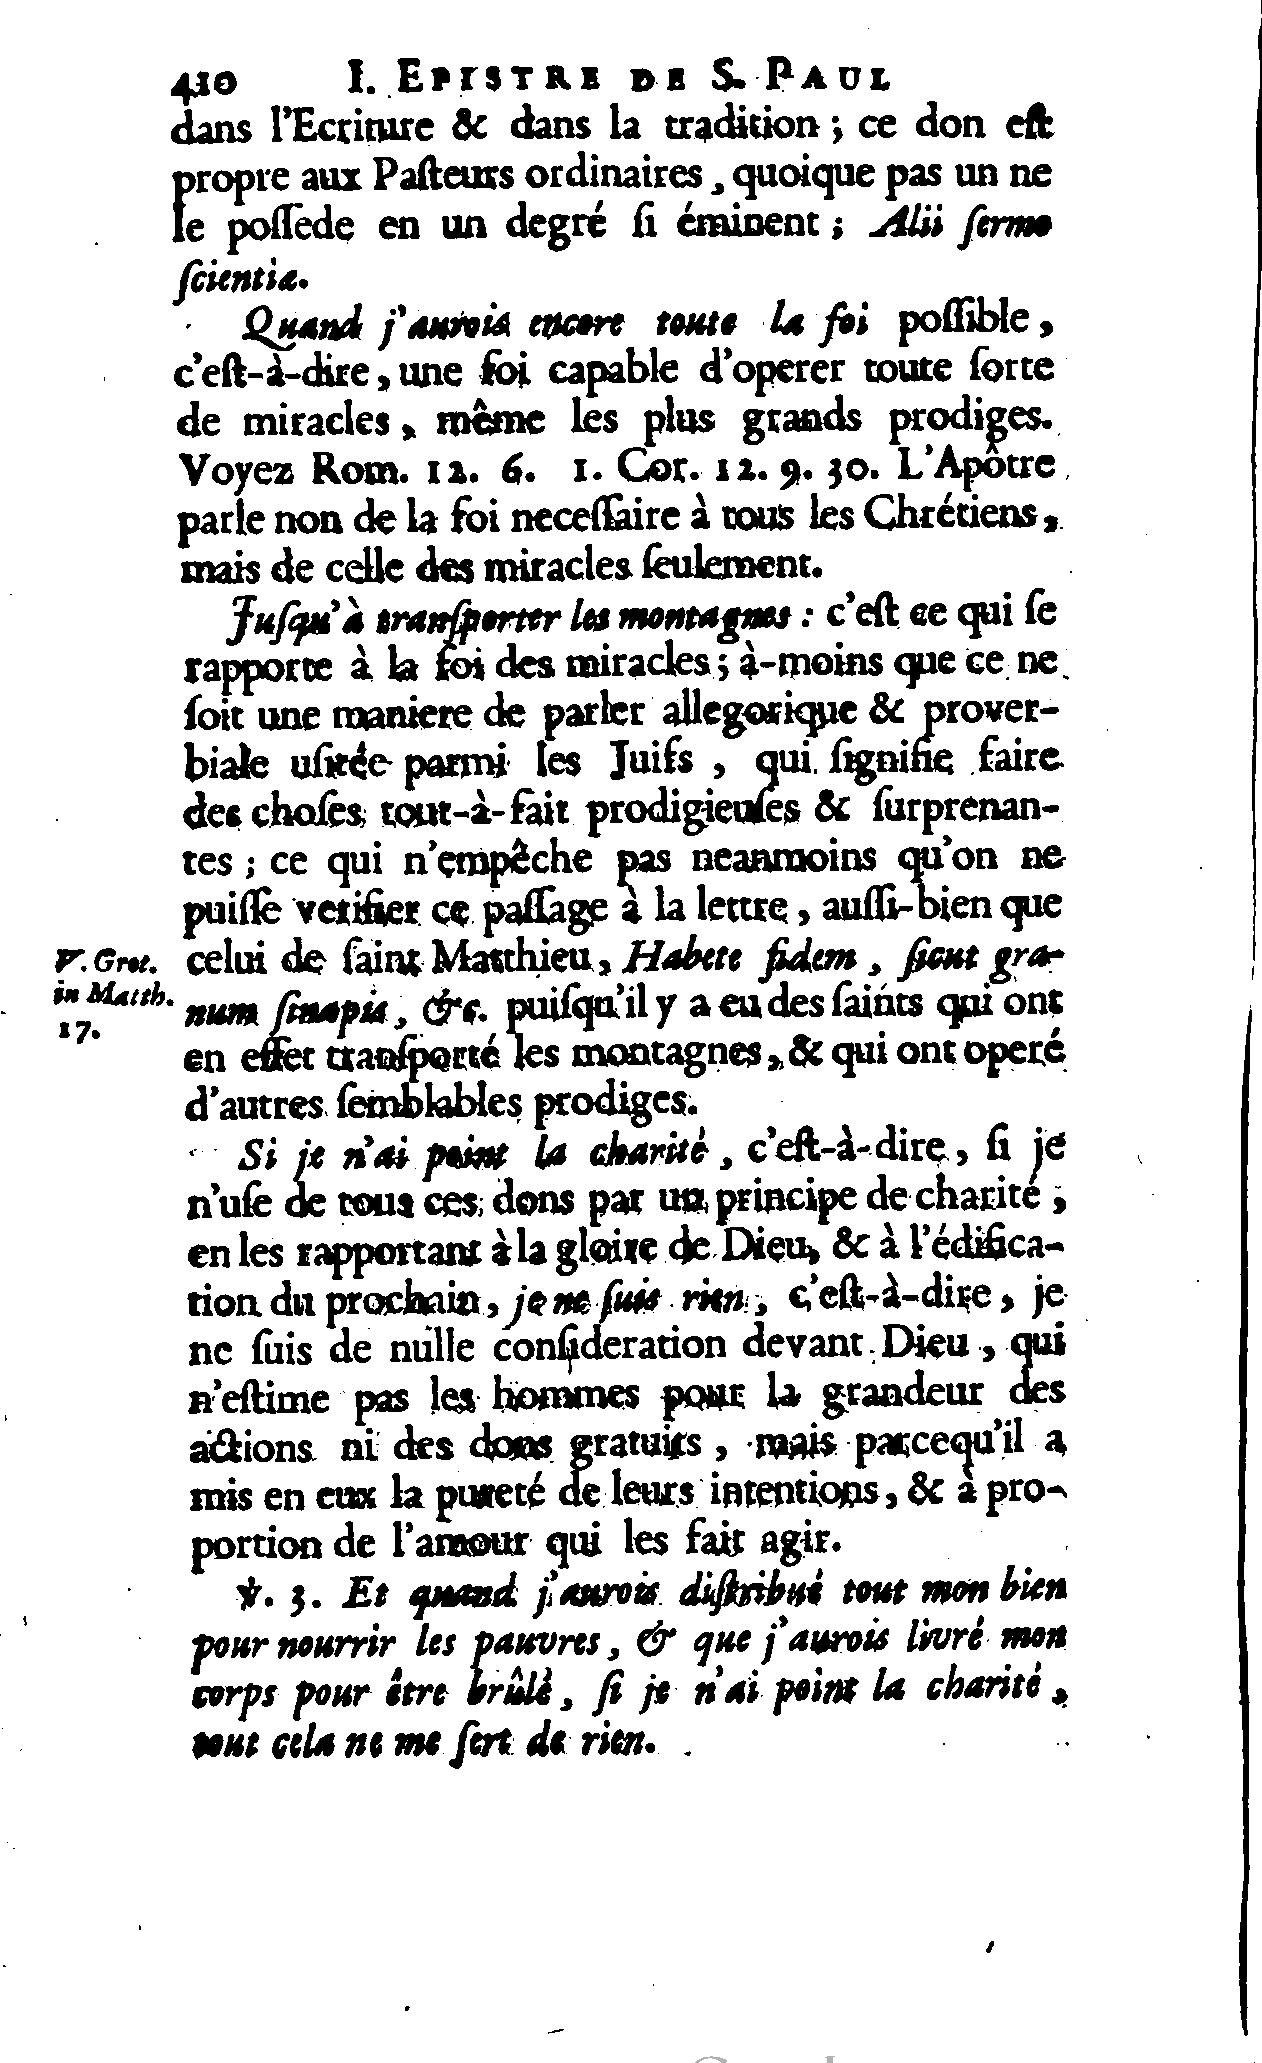 410 I. EPISTRE DE S. PAUL
dans l'Ecriture & dans la tradition ; ce don eſt
propre aux Paſteurs ordinaires, quoique pas un ne
le poſſede en un degré ſi éminent ; Alii ſermo
ſcientiæ.
Quand j'aurois encore toute la foi poſſible,
c'eſt-à-dire, une foi capable d'operer toute ſorte
de miracles, même les plus grands prodiges.
Voyez Rom. 12. 6. 1. Cor. 12. 9. 30. L'Apôtre
parle non de la foi neceſſaire à tous les Chrétiens,
mais de celle des miracles ſeulement.
Juſqu'à tranſporter les montagnes : c'eſt ce qui ſe
rapporte à la foi des miracles ; à-moins que ce ne
ſoit une maniere de parler allegorique & prover-
biale uſitée parmi les Juifs, qui ſignifie faire
des choſes tout-à-fait prodigieuſes & ſurprenan-
tes ; ce qui n'empêche pas neanmoins qu'on ne
puiſſe verifier ce paſſage à la lettre, auſſi-bien que
celui de ſaint Matthieu, Habete fidem, ſicut gra-
num ſinapis, &c. puiſqu'il y a eu des ſaints qui ont
en effet tranſporté les montagnes, & qui ont operé
d'autres ſemblables prodiges.
V. Grot.
in Matth.
17.
Si je n'ai point la charité, c'eſt-à-dire, ſi je
n'uſe de tous ces dons par un principe de charité,
en les rapportant à la gloire de Dieu, & à l'édifica-
tion du prochain, je ne ſuis rien, c'eſt-à-dire, je
ne ſuis de nulle conſideration devant Dieu, qui
n'eſtime pas les hommes pour la grandeur des
actions ni des dons gratuits, mais parcequ'il a
mis en eux la pureté de leurs intentions, & à pro-
portion de l'amour qui les fait agir.
℣. 3. Et quand j'aurois diſtribué tout mon bien
pour nourrir les pauvres, & que j'aurois livré mon
corps pour être brûlé, ſi je n'ai point la charité,
tout cela ne me ſert de rien.